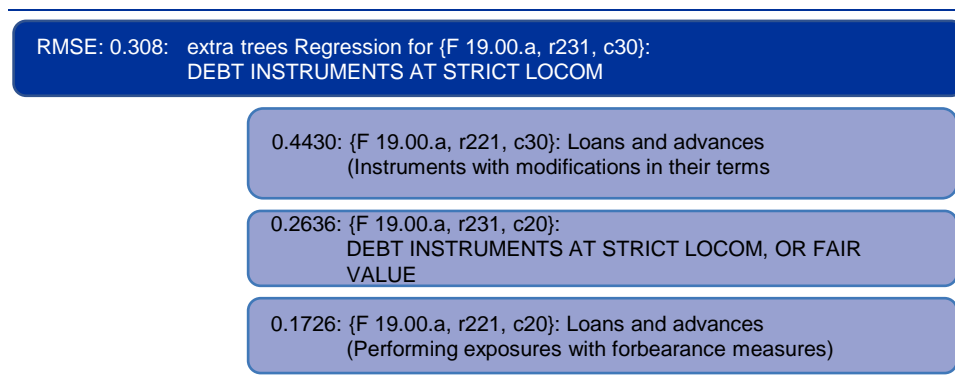 RMSE: 0.308: extra trees Regression for {F 19.00.a, r231, c30}:
DEBT INSTRUMENTS AT STRICT LOCOM
0.4430: {F 19.00.a, r221, c30}: Loans and advances
(Instruments with modifications in their terms
0.2636: {F 19.00.a, r231, c20}:
DEBT INSTRUMENTS AT STRICT LOCOM, OR FAIR
VALUE
0.1726: {F 19.00.a, r221, c20}: Loans and advances
(Performing exposures with forbearance measures)